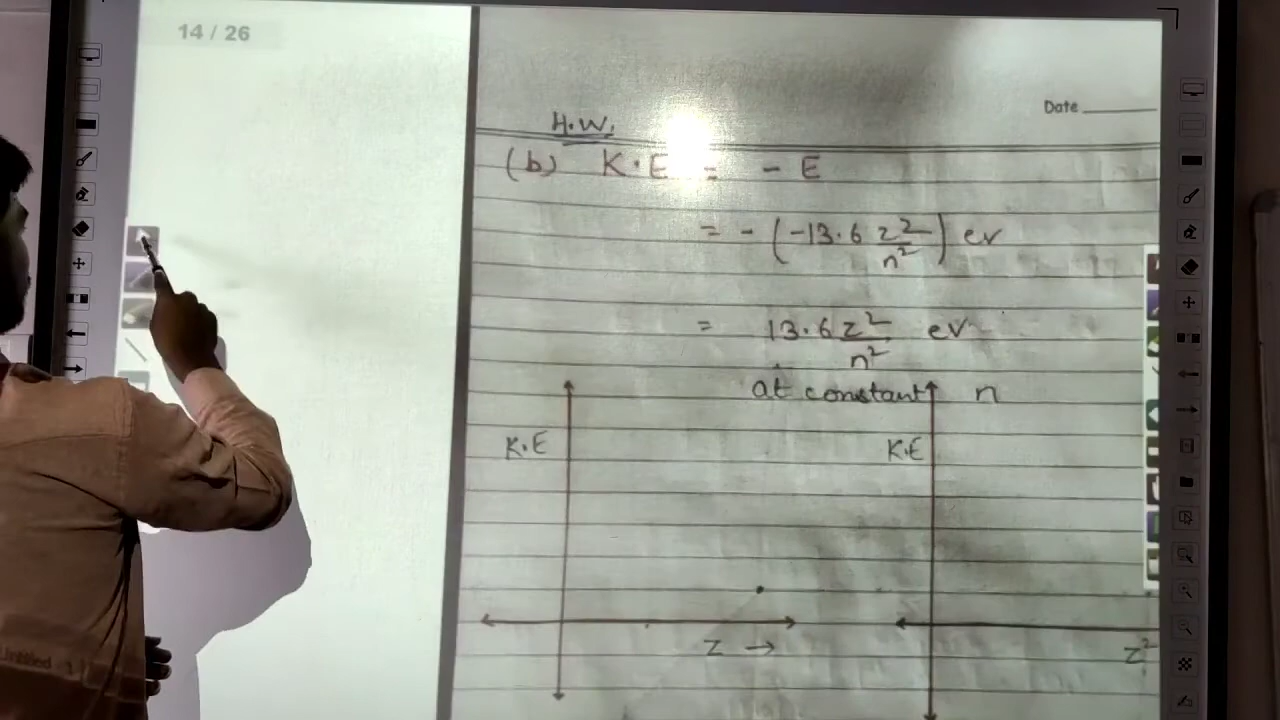 14 / 26
Date
H.W.
(b) K.E = - E
= - (-13.6 z²/n²) ev
= 13.6 z²/n² ev
at constant n
K.E
K.E
z →
z²